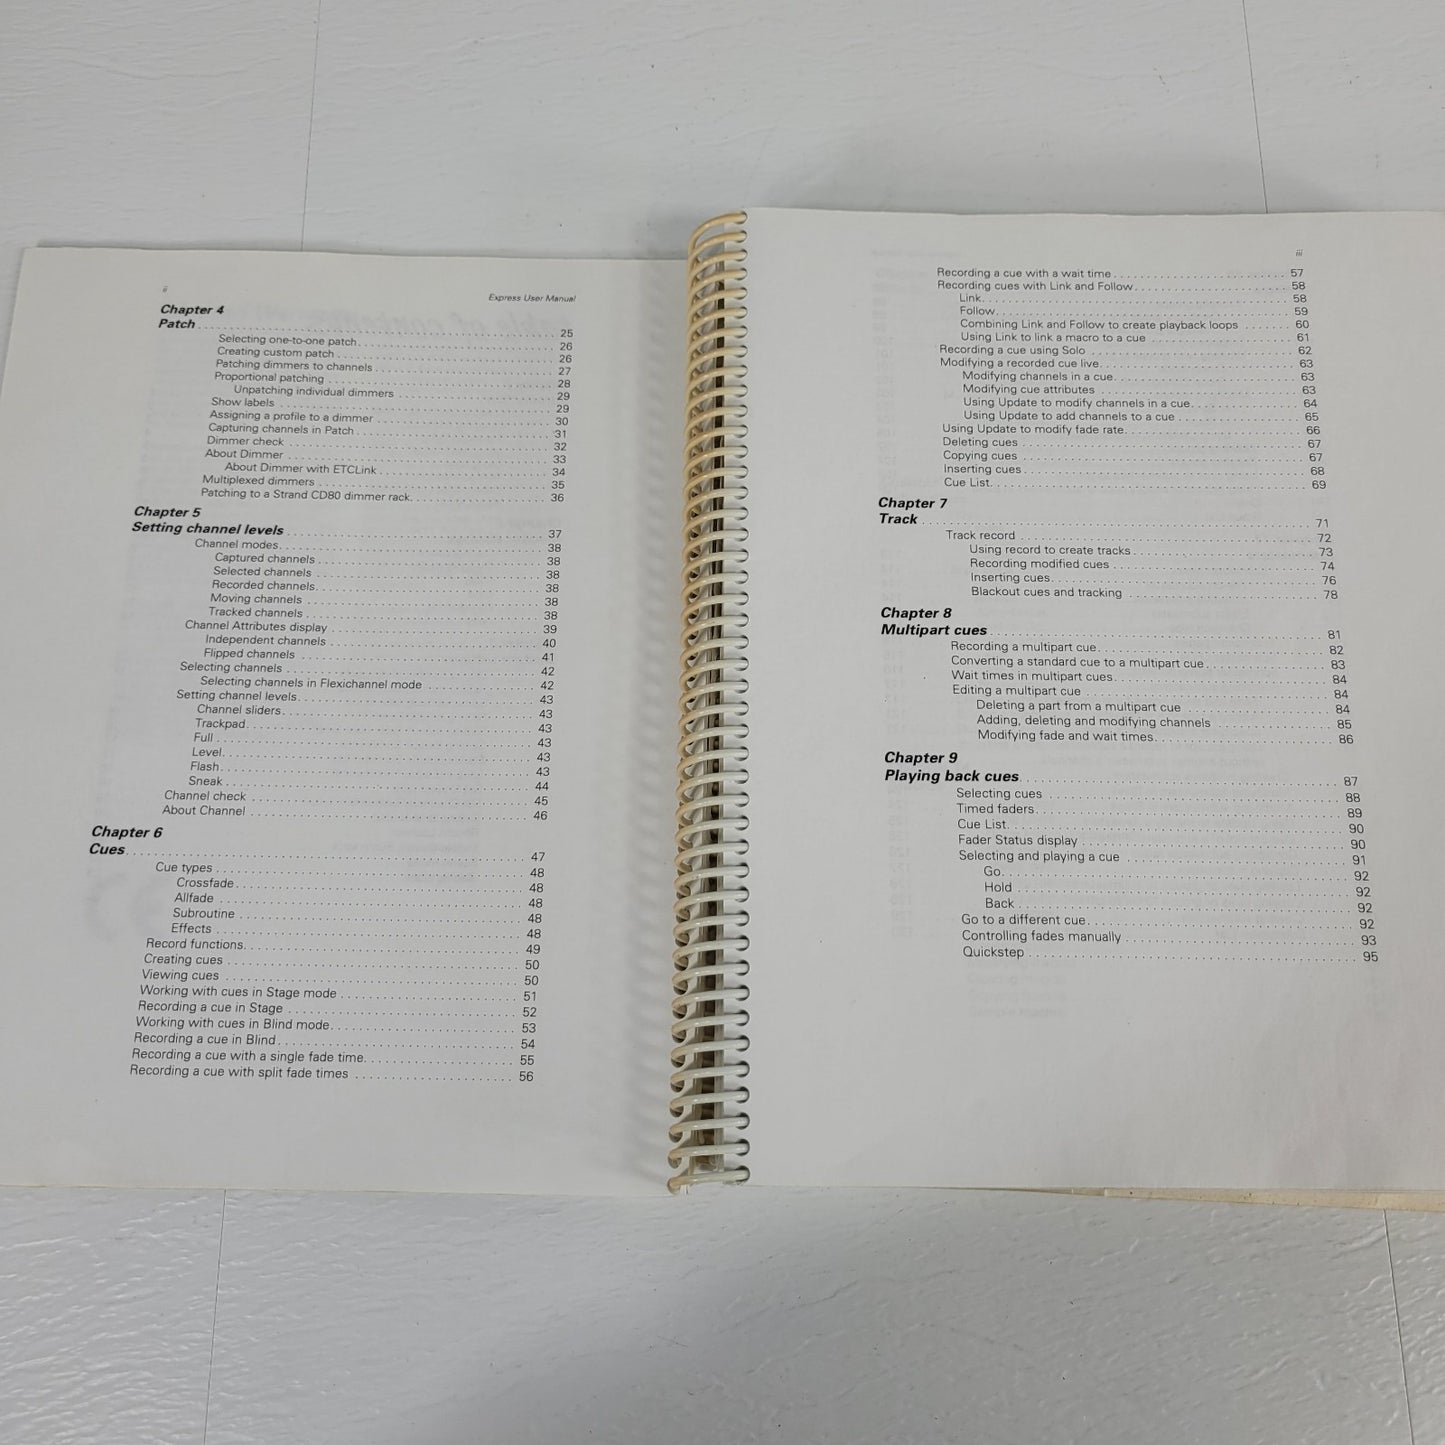 ii
Express User Manual
Chapter 4
Patch . . . . . . . . . . 25
Selecting one-to-one patch. . . . . . . . . . 26
Creating custom patch . . . . . . . . . . 26
Patching dimmers to channels . . . . . . . . . . 27
Proportional patching . . . . . . . . . . 28
Unpatching individual dimmers . . . . . . . . . . 29
Show labels . . . . . . . . . . 29
Assigning a profile to a dimmer . . . . . . . . . . 30
Capturing channels in Patch . . . . . . . . . . 31
Dimmer check . . . . . . . . . . 32
About Dimmer . . . . . . . . . . 33
About Dimmer with ETCLink . . . . . . . . . . 34
Multiplexed dimmers . . . . . . . . . . 35
Patching to a Strand CD80 dimmer rack. . . . . . . . . . 36
Chapter 5
Setting channel levels . . . . . . . . . . 37
Channel modes. . . . . . . . . . 38
Captured channels . . . . . . . . . . 38
Selected channels . . . . . . . . . . 38
Recorded channels. . . . . . . . . . 38
Moving channels . . . . . . . . . . 38
Tracked channels . . . . . . . . . . 38
Channel Attributes display . . . . . . . . . . 39
Independent channels . . . . . . . . . . 40
Flipped channels . . . . . . . . . . 41
Selecting channels . . . . . . . . . . 42
Selecting channels in Flexichannel mode . . . . . . . . . . 42
Setting channel levels. . . . . . . . . . 43
Channel sliders. . . . . . . . . . 43
Trackpad. . . . . . . . . . 43
Full . . . . . . . . . . 43
Level. . . . . . . . . . 43
Flash. . . . . . . . . . 43
Sneak . . . . . . . . . . 44
Channel check . . . . . . . . . . 45
About Channel . . . . . . . . . . 46
Chapter 6
Cues. . . . . . . . . . 47
Cue types . . . . . . . . . . 48
Crossfade. . . . . . . . . . 48
Allfade . . . . . . . . . . 48
Subroutine . . . . . . . . . . 48
Effects . . . . . . . . . . 48
Record functions. . . . . . . . . . 49
Creating cues . . . . . . . . . . 50
Viewing cues . . . . . . . . . . 50
Working with cues in Stage mode . . . . . . . . . . 51
Recording a cue in Stage . . . . . . . . . . 52
Working with cues in Blind mode. . . . . . . . . . 53
Recording a cue in Blind . . . . . . . . . . 54
Recording a cue with a single fade time. . . . . . . . . . 55
Recording a cue with split fade times . . . . . . . . . . 56
iii
Recording a cue with a wait time . . . . . . . . . . 57
Recording cues with Link and Follow . . . . . . . . . . 58
Link. . . . . . . . . . 58
Follow. . . . . . . . . . 59
Combining Link and Follow to create playback loops . . . . . . . 60
Using Link to link a macro to a cue . . . . . . . . . . 61
Recording a cue using Solo . . . . . . . . . . 62
Modifying a recorded cue live. . . . . . . . . . 63
Modifying channels in a cue. . . . . . . . . . 63
Modifying cue attributes . . . . . . . . . . 63
Using Update to modify channels in a cue. . . . . . . . . . 64
Using Update to add channels to a cue . . . . . . . . . . 65
Using Update to modify fade rate. . . . . . . . . . 66
Deleting cues . . . . . . . . . . 67
Copying cues . . . . . . . . . . 67
Inserting cues . . . . . . . . . . 68
Cue List. . . . . . . . . . 69
Chapter 7
Track . . . . . . . . . . 71
Track record . . . . . . . . . . 72
Using record to create tracks . . . . . . . . . . 73
Recording modified cues . . . . . . . . . . 74
Inserting cues. . . . . . . . . . 76
Blackout cues and tracking . . . . . . . . . . 78
Chapter 8
Multipart cues . . . . . . . . . . 81
Recording a multipart cue. . . . . . . . . . 82
Converting a standard cue to a multipart cue. . . . . . . . . . 83
Wait times in multipart cues. . . . . . . . . . 84
Editing a multipart cue . . . . . . . . . . 84
Deleting a part from a multipart cue . . . . . . . . . . 84
Adding, deleting and modifying channels . . . . . . . . . . 85
Modifying fade and wait times. . . . . . . . . . 86
Chapter 9
Playing back cues. . . . . . . . . . 87
Selecting cues . . . . . . . . . . 88
Timed faders. . . . . . . . . . 89
Cue List. . . . . . . . . . 90
Fader Status display . . . . . . . . . . 90
Selecting and playing a cue . . . . . . . . . . 91
Go. . . . . . . . . . 92
Hold . . . . . . . . . . 92
Back . . . . . . . . . . 92
Go to a different cue. . . . . . . . . . 92
Controlling fades manually . . . . . . . . . . 93
Quickstep . . . . . . . . . . 95